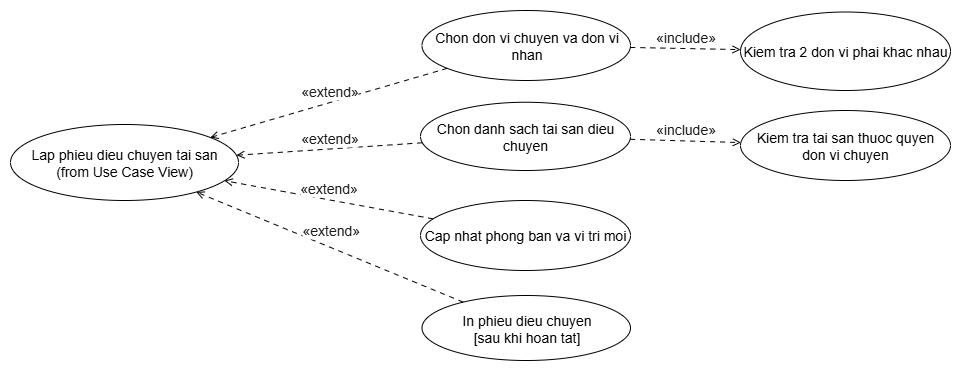 Chon don vi chuyen va don vi
nhan
«include»
Kiem tra 2 don vi phai khac nhau
«extend»
Chon danh sach tai san dieu
chuyen
«include»
Kiem tra tai san thuoc quyen
don vi chuyen
«extend»
Lap phieu dieu chuyen tai san
(from Use Case View)
«extend»
Cap nhat phong ban va vi tri moi
«extend»
In phieu dieu chuyen
[sau khi hoan tat]